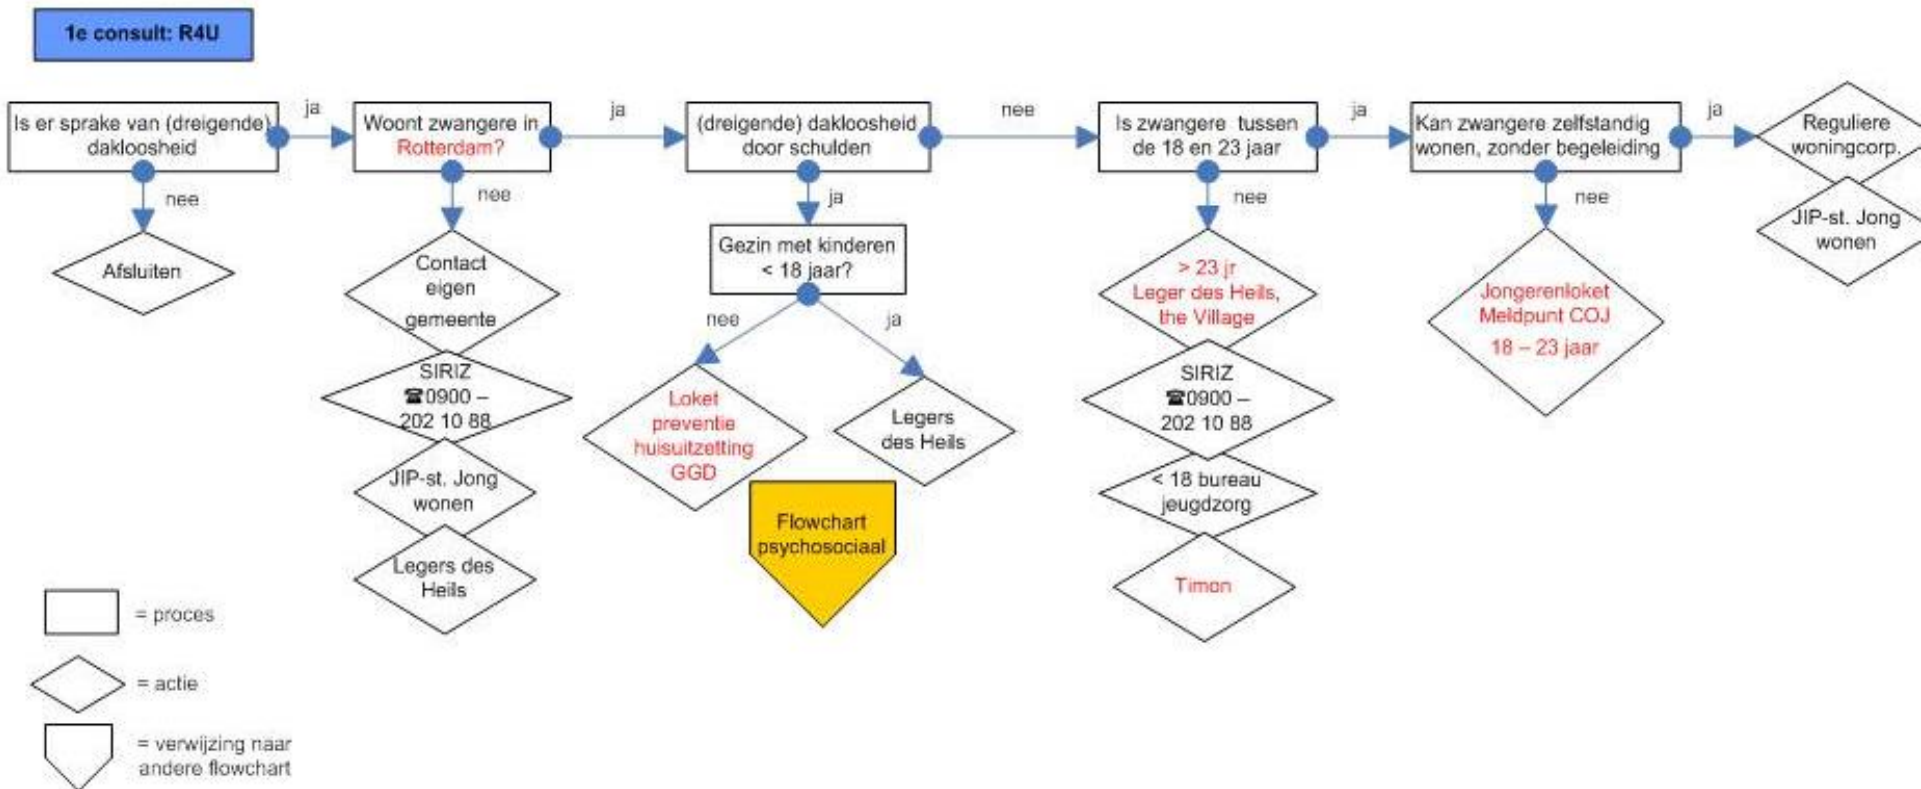 1e consult: R4U
Is er sprake van (dreigende)
dakloosheid
ja
nee
Afsluiten
Woont zwangere in
Rotterdam?
ja
nee
Contact
eigen
gemeente
SIRIZ
☎0900 –
202 10 88
JIP-st. Jong
wonen
Legers des
Heils
(dreigende) dakloosheid
door schulden
nee
ja
Gezin met kinderen
< 18 jaar?
nee
ja
Loket
preventie
huisuitzetting
GGD
Legers
des Heils
Flowchart
psychosociaal
Is zwangere tussen
de 18 en 23 jaar
ja
nee
> 23 jr
Leger des Heils,
the Village
SIRIZ
☎0900 –
202 10 88
< 18 bureau
jeugdzorg
Timon
Kan zwangere zelfstandig
wonen, zonder begeleiding
ja
nee
Jongerenloket
Meldpunt COJ
18 – 23 jaar
Reguliere
woningcorp.
JIP-st. Jong
wonen
= proces
= actie
= verwijzing naar
andere flowchart